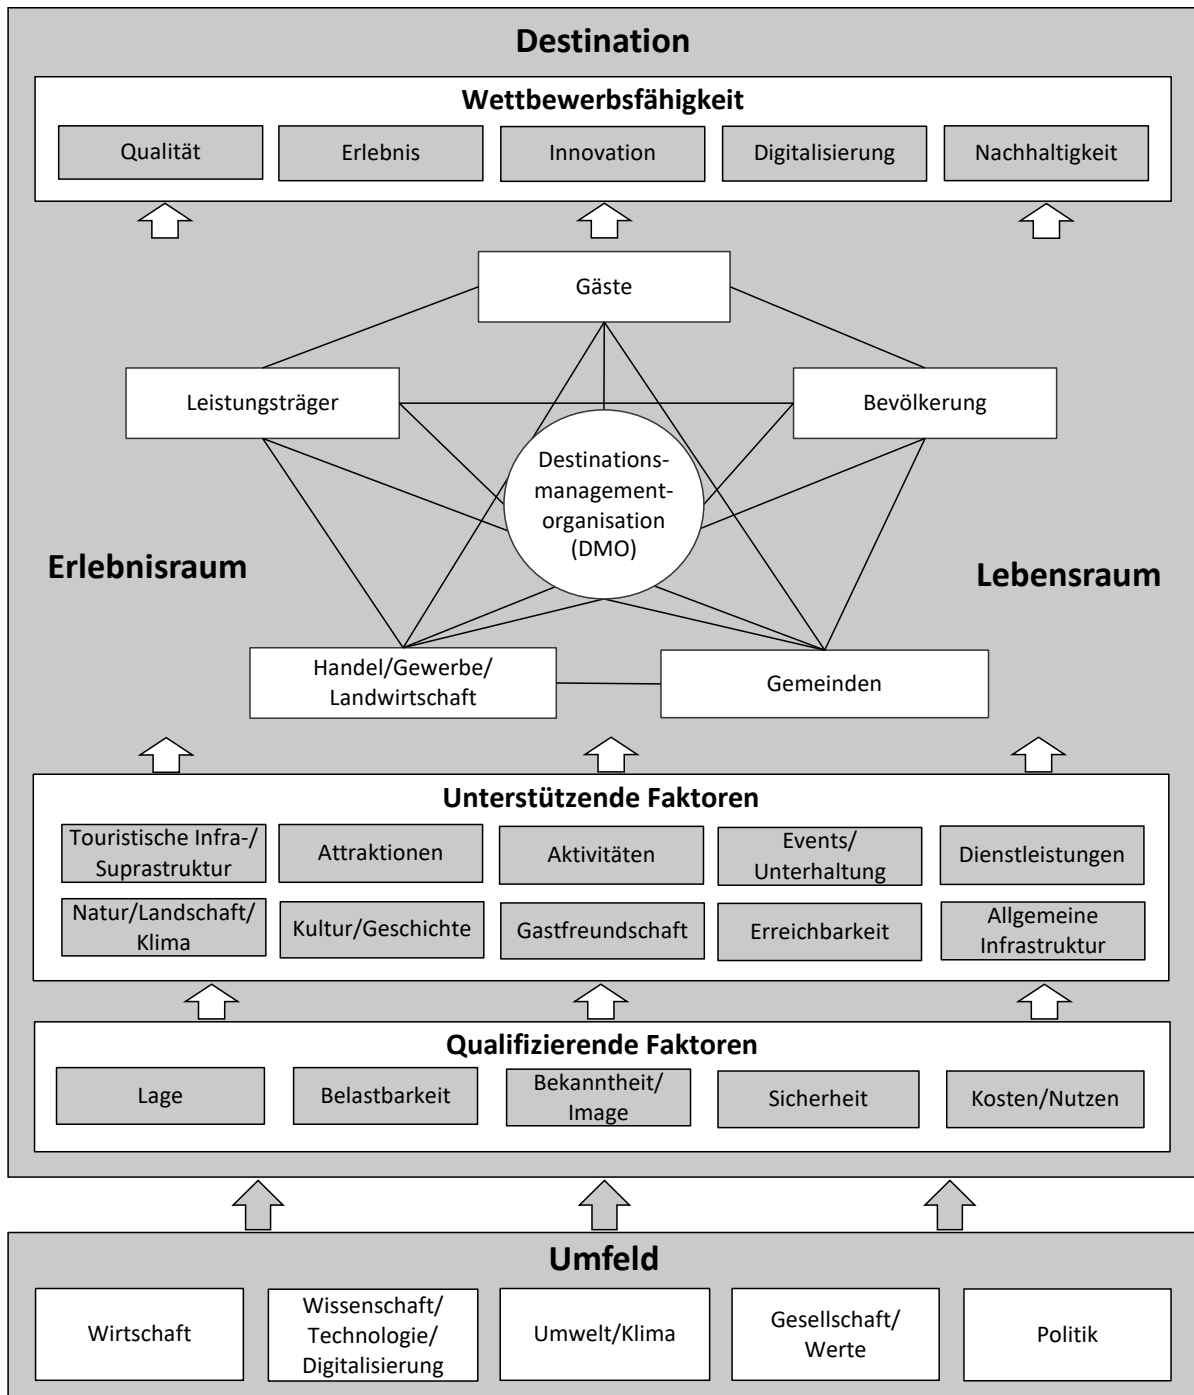 Destination
Wettbewerbsfähigkeit
Qualität
Erlebnis
Innovation
Digitalisierung
Nachhaltigkeit
Gäste
Leistungsträger
Bevölkerung
Destinations-
management-
organisation
(DMO)
Erlebnisraum
Lebensraum
Handel/Gewerbe/
Landwirtschaft
Gemeinden
Unterstützende Faktoren
Touristische Infra-/
Suprastruktur
Attraktionen
Aktivitäten
Events/
Unterhaltung
Dienstleistungen
Natur/Landschaft/
Klima
Kultur/Geschichte
Gastfreundschaft
Erreichbarkeit
Allgemeine
Infrastruktur
Qualifizierende Faktoren
Lage
Belastbarkeit
Bekanntheit/
Image
Sicherheit
Kosten/Nutzen
Umfeld
Wirtschaft
Wissenschaft/
Technologie/
Digitalisierung
Umwelt/Klima
Gesellschaft/
Werte
Politik